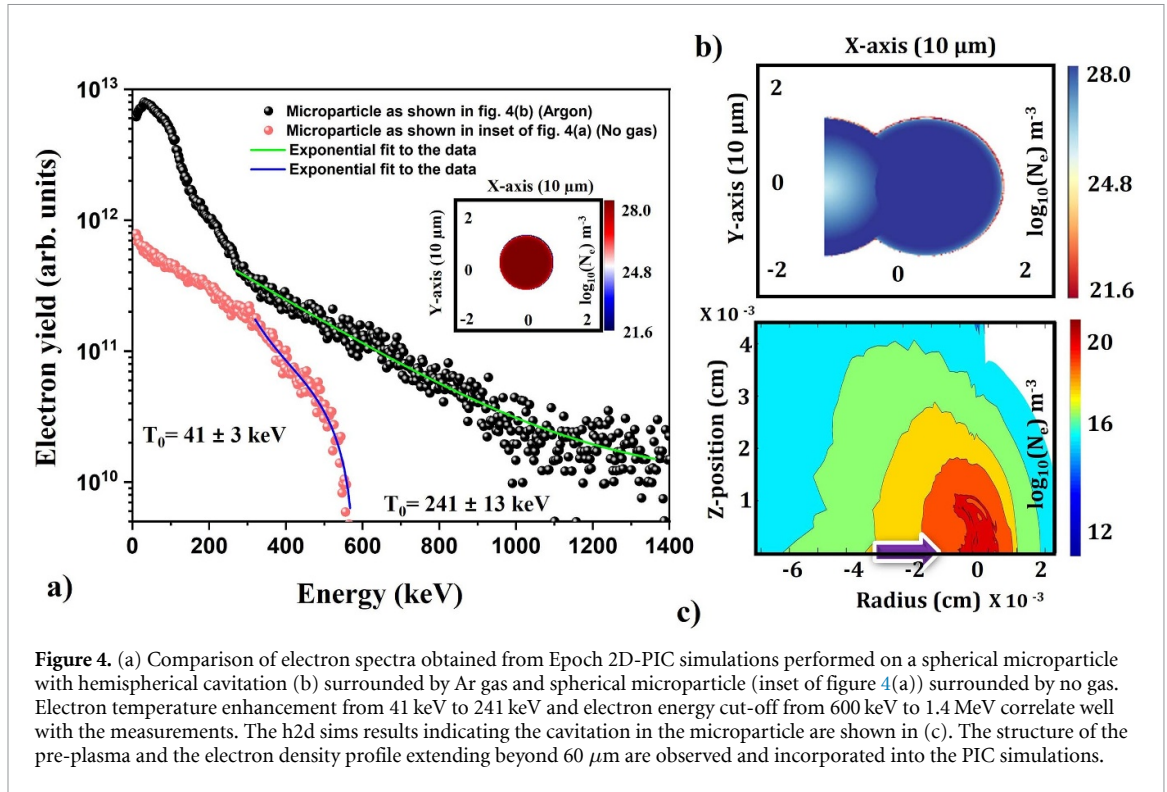 10^13
10^12
10^11
10^10
Electron yield (arb. units)
Microparticle as shown in fig. 4(b) (Argon)
Microparticle as shown in inset of fig. 4(a) (No gas)
Exponential fit to the data
Exponential fit to the data
X-axis (10 μm)
2
0
-2
Y-axis (10 μm)
0
2
28.0
24.8
21.6
log₁₀(Nₑ) m⁻³
T₀= 41 ± 3 keV
T₀= 241 ± 13 keV
0 200 400 600 800 1000 1200 1400
a)
Energy (keV)
b)
X-axis (10 μm)
2
0
-2
Y-axis (10 μm)
0
2
log₁₀(Nₑ) m⁻³
28.0
24.8
21.6
X 10⁻³
4
3
2
1
Z-position (cm)
log₁₀(Nₑ) m⁻³
20
16
12
-6 -4 -2 0 2
c)
Radius (cm) X 10⁻³
Figure 4. (a) Comparison of electron spectra obtained from Epoch 2D-PIC simulations performed on a spherical microparticle
with hemispherical cavitation (b) surrounded by Ar gas and spherical microparticle (inset of figure 4(a)) surrounded by no gas.
Electron temperature enhancement from 41 keV to 241 keV and electron energy cut-off from 600 keV to 1.4 MeV correlate well
with the measurements. The h2d sims results indicating the cavitation in the microparticle are shown in (c). The structure of the
pre-plasma and the electron density profile extending beyond 60 μm are observed and incorporated into the PIC simulations.